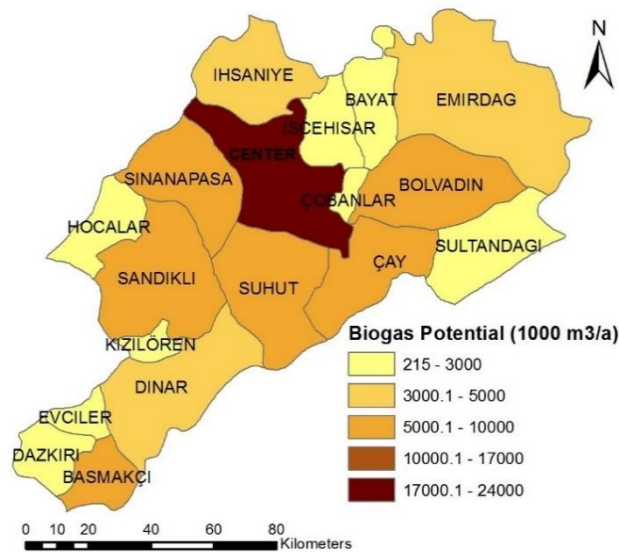 N
IHSANIYE
BAYAT
EMIRDAG
ISCEHISAR
CENTER
SINANAPASA
BOLVADIN
ÇOBANLAR
HOCALAR
SULTANDAGI
ÇAY
SANDIKLI
SUHUT
KIZILÖREN
DINAR
EVCILER
DAZKIRI
BASMAKÇI
Biogas Potential (1000 m3/a)
215 - 3000
3000.1 - 5000
5000.1 - 10000
10000.1 - 17000
17000.1 - 24000
0 10 20 40 60 80
Kilometers